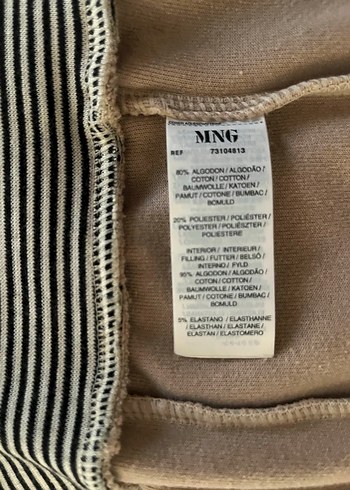 MNG
REF 73104813
80% ALGODON / ALGODÃO /
COTON / COTTON /
BAUMWOLLE / KATOEN /
PAMUT / COTONE / BUMBAC /
BOMULD
20% POLIESTER / POLIÉSTER /
POLYESTER / POLIÉSZTER /
POLIESTERE
INTERIOR / INTERIEUR /
FILLING / FUTTER / BELSŐ /
INTERNO / FYLD
95% ALGODON / ALGODÃO /
COTON / COTTON /
BAUMWOLLE / KATOEN /
PAMUT / COTONE / BUMBAC /
BOMULD
5% ELASTANO / ELASTHANNE
/ ELASTHAN / ELASTANE /
ELASTAN / ELASTOMERO